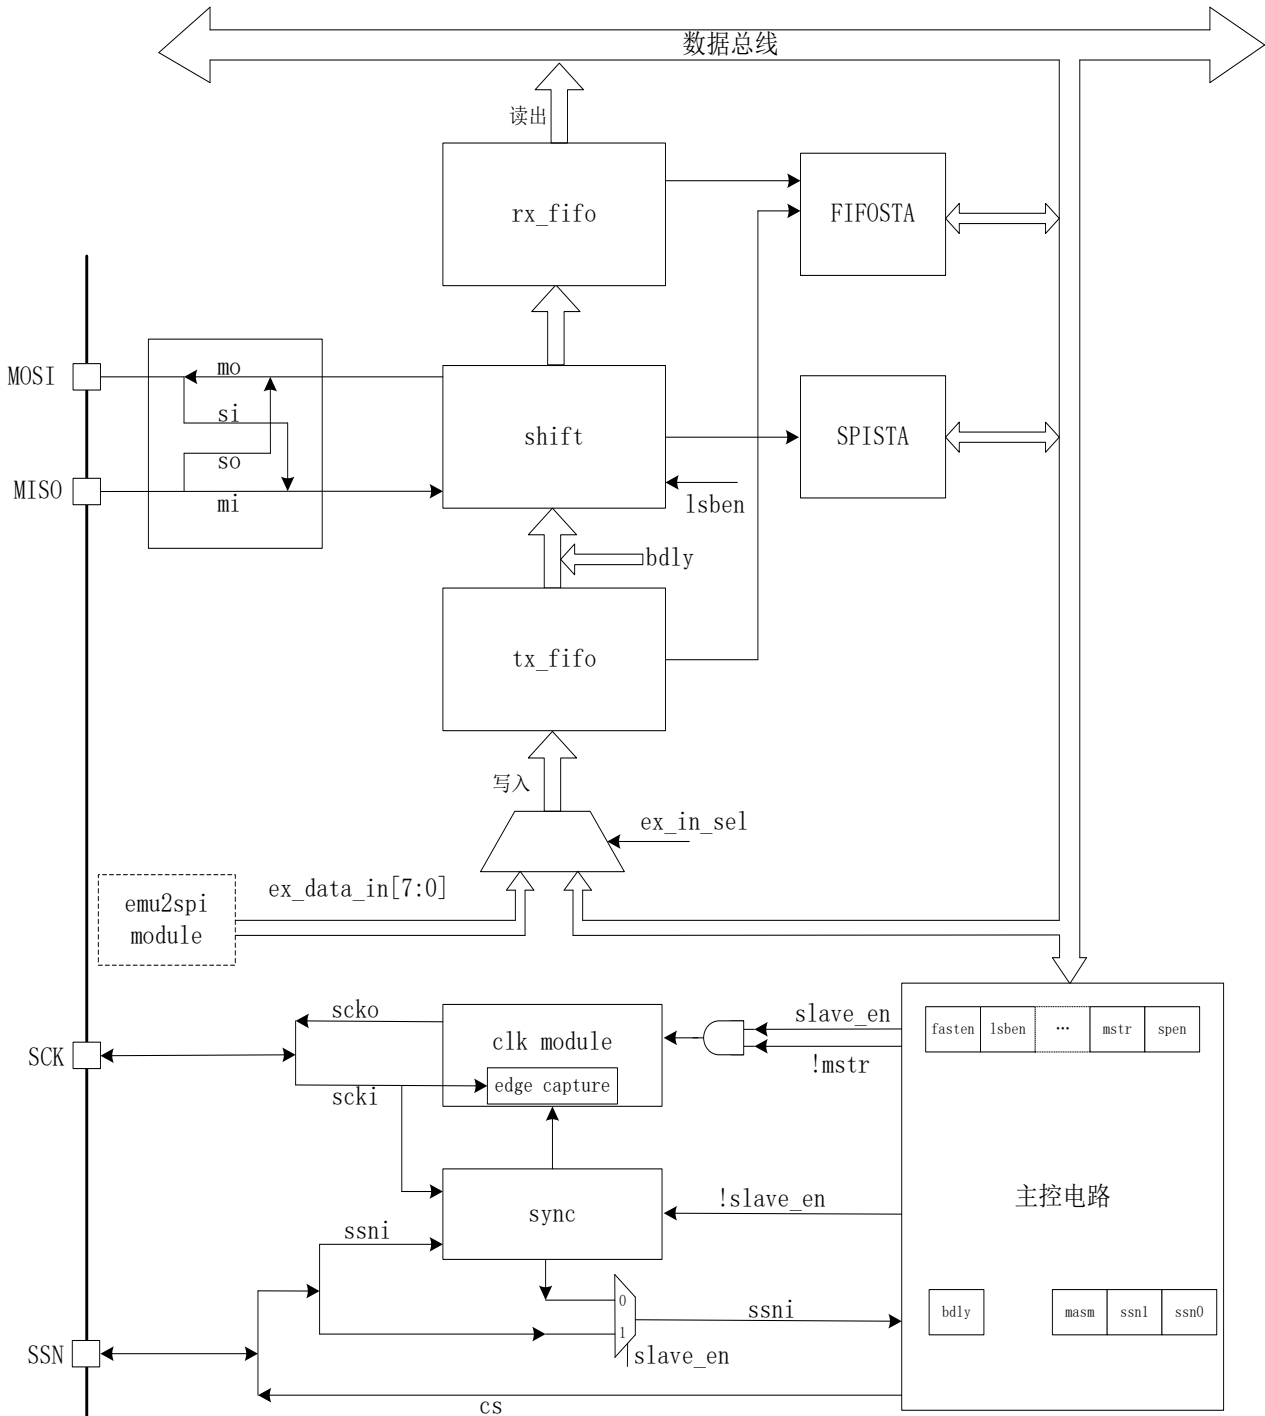 数据总线
读出
rx_fifo
FIFOSTA
MOSI
mo
si
so
mi
MISO
shift
SPISTA
lsben
bdly
tx_fifo
写入
ex_in_sel
ex_data_in[7:0]
emu2spi
module
scko
clk module
edge capture
slave_en
!mstr
fasten
lsben
…
mstr
spen
SCK
scki
sync
!slave_en
主控电路
ssni
0
1
ssni
slave_en
bdly
masm
ssn1
ssn0
SSN
cs